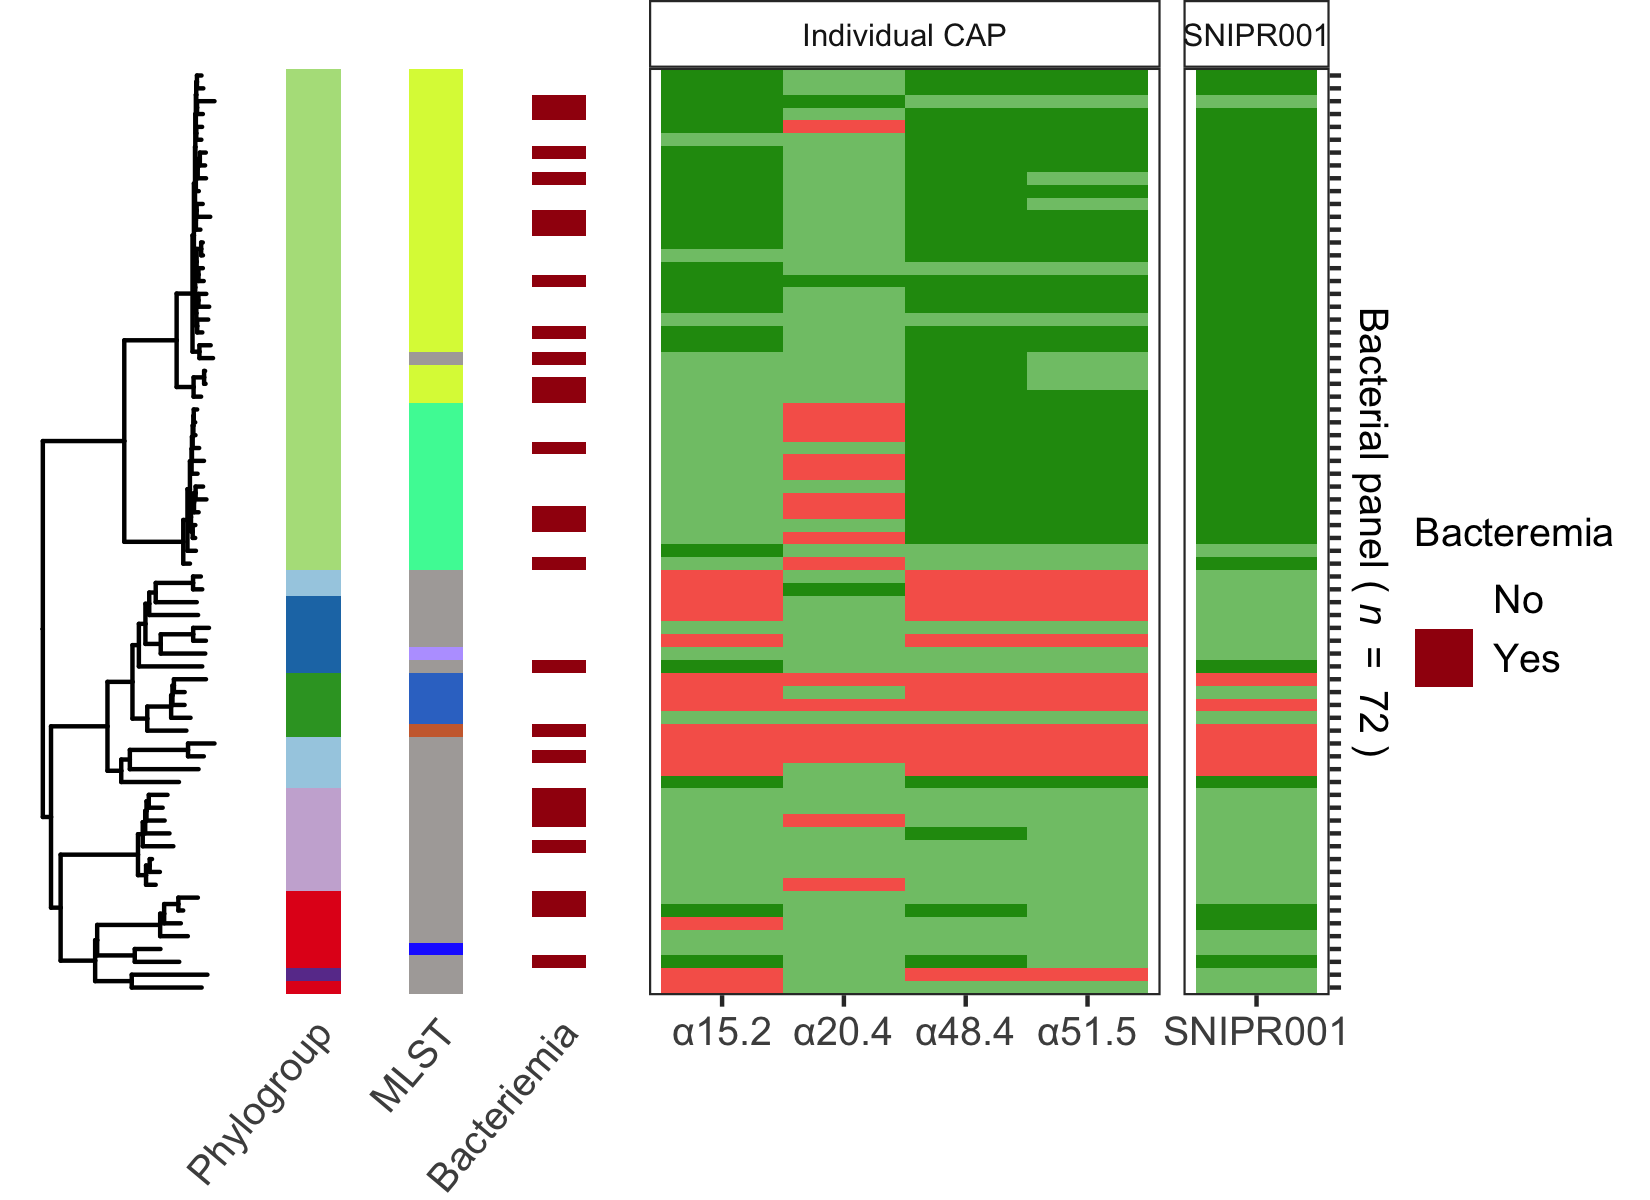 Individual CAP
SNIPR001
Bacterial panel ( n = 72 )
Bacteremia
No
Yes
α15.2
α20.4
α48.4
α51.5
SNIPR001
Phylogroup
MLST
Bacteriemia